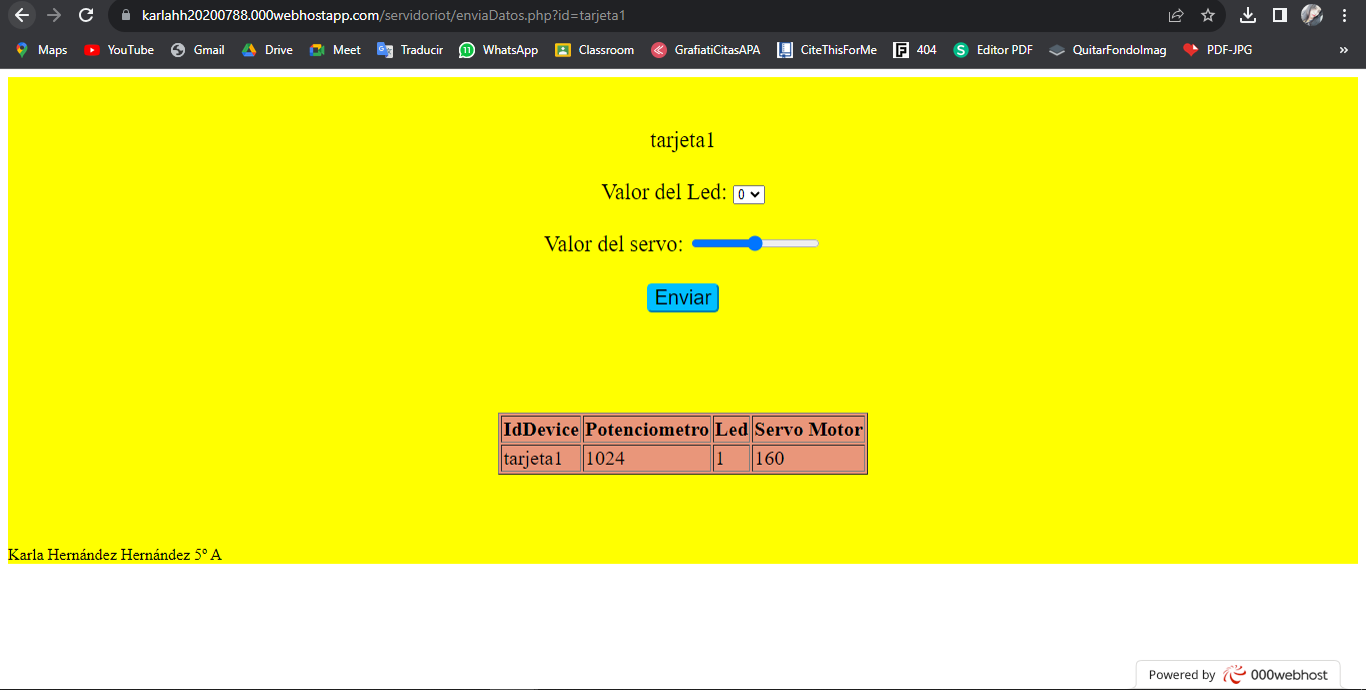 karlahh20200788.000webhostapp.com/servidoriot/enviaDatos.php?id=tarjeta1
Maps YouTube Gmail Drive Meet Traducir 11 WhatsApp Classroom GrafiatiCitasAPA CiteThisForMe 404 Editor PDF QuitarFondoImag PDF-JPG »
tarjeta1
Valor del Led: 0
Valor del servo:
Enviar
IdDevice Potenciometro Led Servo Motor
tarjeta1 1024 1 160
Karla Hernández Hernández 5º A
Powered by 000webhost